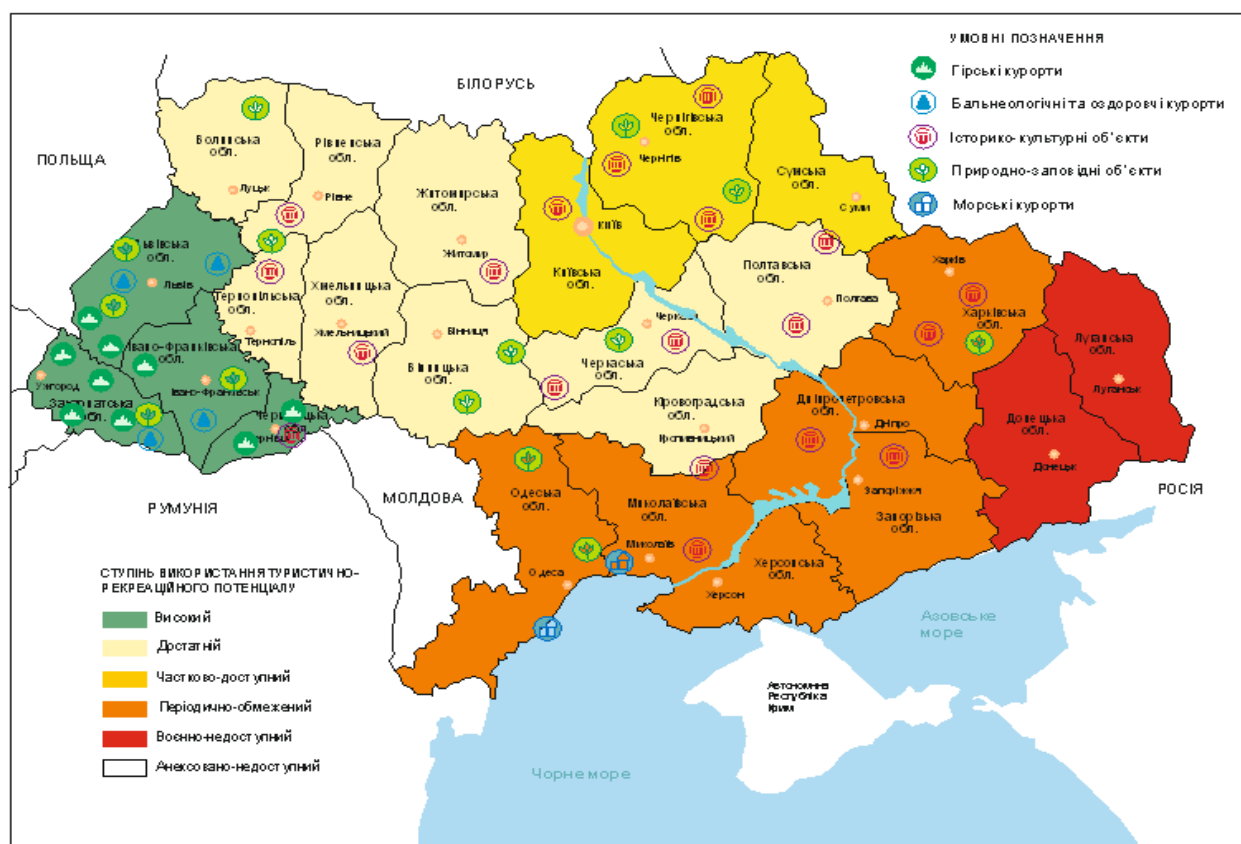 УМОВНІ ПОЗНАЧЕННЯ
Гірські курорти
Бальнеологічні та оздоровчі курорти
Історико-культурні об'єкти
Природно-заповідні об'єкти
Морські курорти
БІЛОРУСЬ
ПОЛЬЩА
РУМУНІЯ
МОЛДОВА
РОСІЯ
Волинська
обл.
Луцьк
Рівненська
обл.
Рівне
Житомирська
обл.
Житомир
Київська
обл.
КИЇВ
Чернігівська
обл.
Чернігів
Сумська
обл.
Суми
Львівська
обл.
Львів
Тернопільська
обл.
Тернопіль
Хмельницька
обл.
Хмельницький
Вінниця
Вінницька
обл.
Черкаси
Черкаська
обл.
Полтавська
обл.
Полтава
Харків
Харківська
обл.
Луганська
обл.
Луганськ
Донецька
обл.
Донецьк
Івано-Франківська
обл.
Івано-Франківськ
Ужгород
Закарпатська
обл.
Чернівецька
обл.
Чернівці
Кіровоградська
обл.
Кропивницький
Дніпропетровська
обл.
Дніпро
Запоріжжя
Запорізька
обл.
Одеська
обл.
Одеса
Миколаївська
обл.
Миколаїв
Херсонська
обл.
Херсон
Автономна
Республіка
Крим
Азовське
море
Чорне море
СТУПІНЬ ВИКОРИСТАННЯ ТУРИСТИЧНО-
РЕКРЕАЦІЙНОГО ПОТЕНЦІАЛУ
Високий
Достатній
Частково-доступний
Періодично-обмежений
Воєнно-недоступний
Анексовано-недоступний